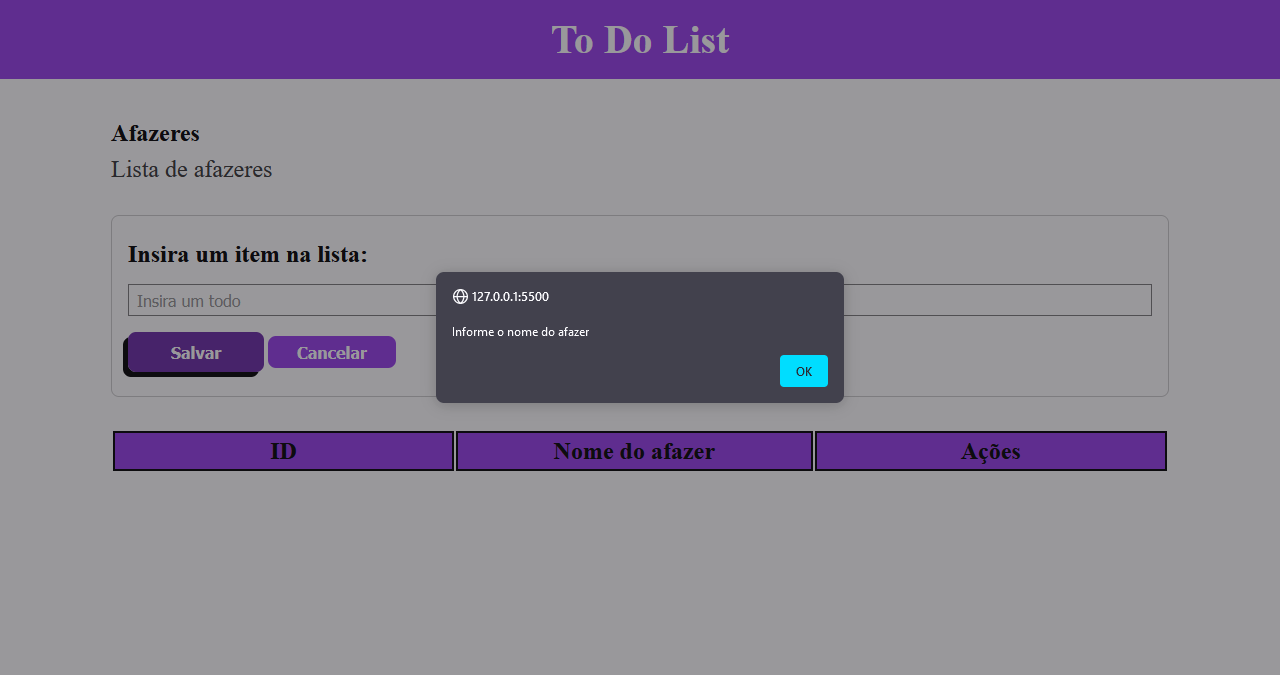 To Do List
Afazeres
Lista de afazeres
Insira um item na lista:
Insira um todo
Salvar Cancelar
127.0.0.1:5500
Informe o nome do afazer
OK
ID Nome do afazer Ações